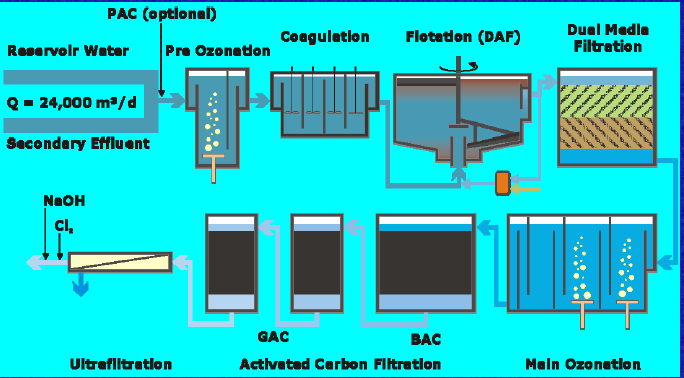 PAC (optional)
Reservoir Water
Pre Ozonation
Coagulation
Flotation (DAF)
Dual Media
Filtration
Q = 24,000 m³/d
Secondary Effluent
NaOH
Cl₂
GAC
BAC
Ultrafiltration
Activated Carbon Filtration
Main Ozonation